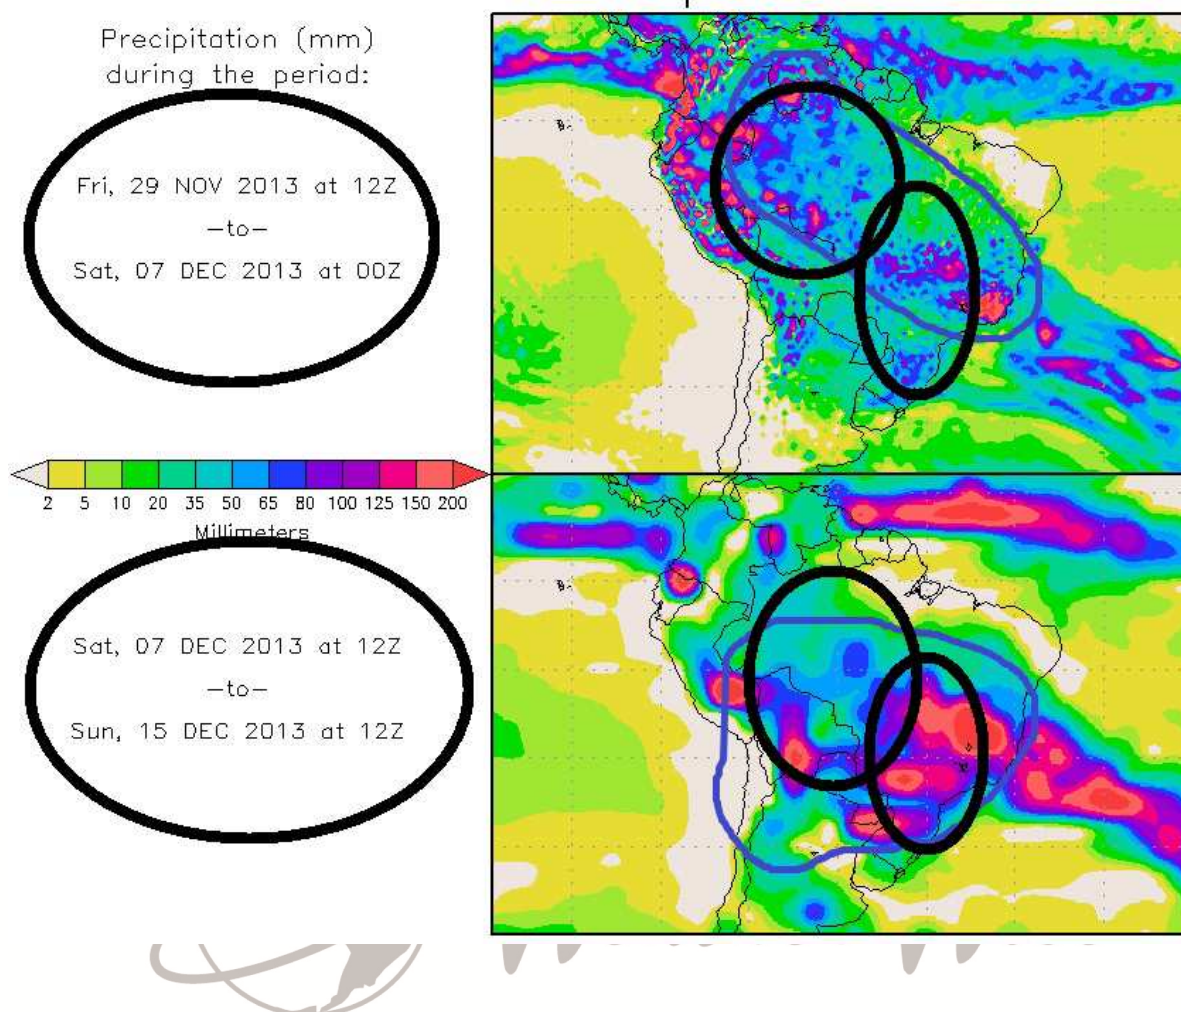 Precipitation (mm)
during the period:
Fri, 29 NOV 2013 at 12Z
—to—
Sat, 07 DEC 2013 at 00Z
2 5 10 20 35 50 65 80 100 125 150 200
Millimeters
Sat, 07 DEC 2013 at 12Z
—to—
Sun, 15 DEC 2013 at 12Z